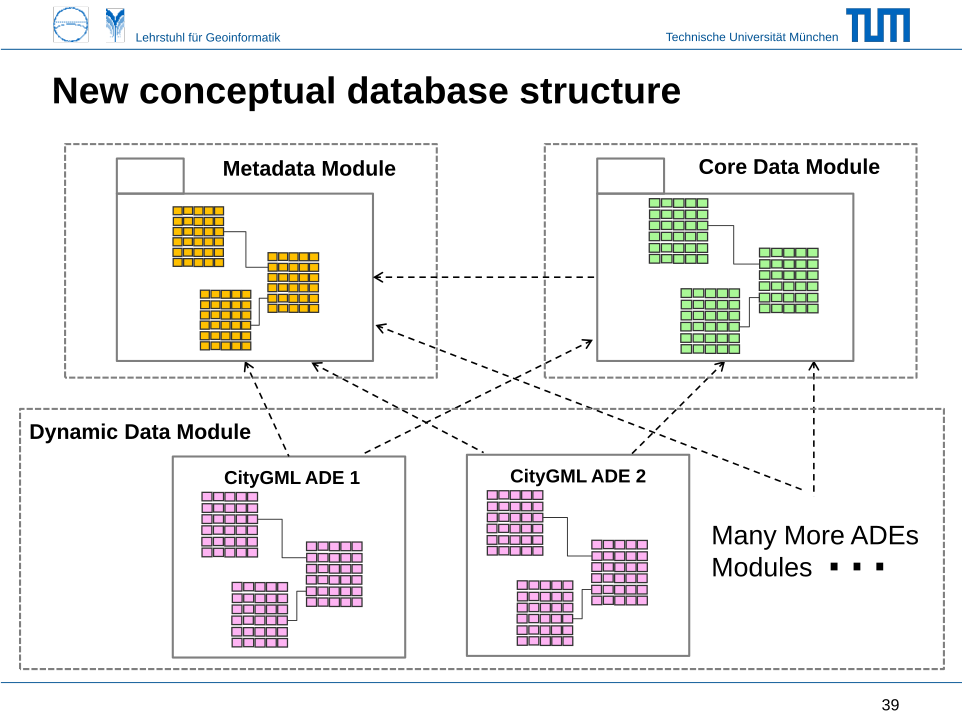 Lehrstuhl für Geoinformatik
Technische Universität München
TUM
New conceptual database structure
Metadata Module
Core Data Module
Dynamic Data Module
CityGML ADE 1
CityGML ADE 2
Many More ADEs
Modules ▪ ▪ ▪
39